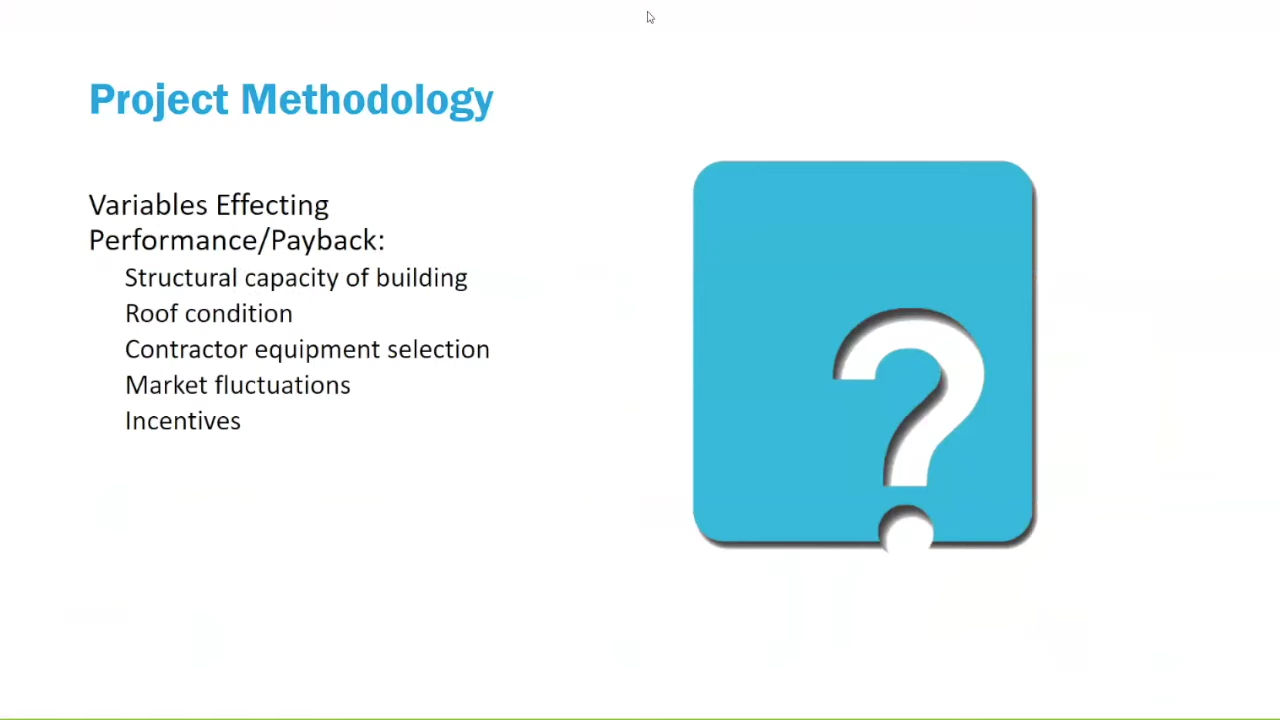 Project Methodology
Variables Effecting
Performance/Payback:
Structural capacity of building
Roof condition
Contractor equipment selection
Market fluctuations
Incentives
?